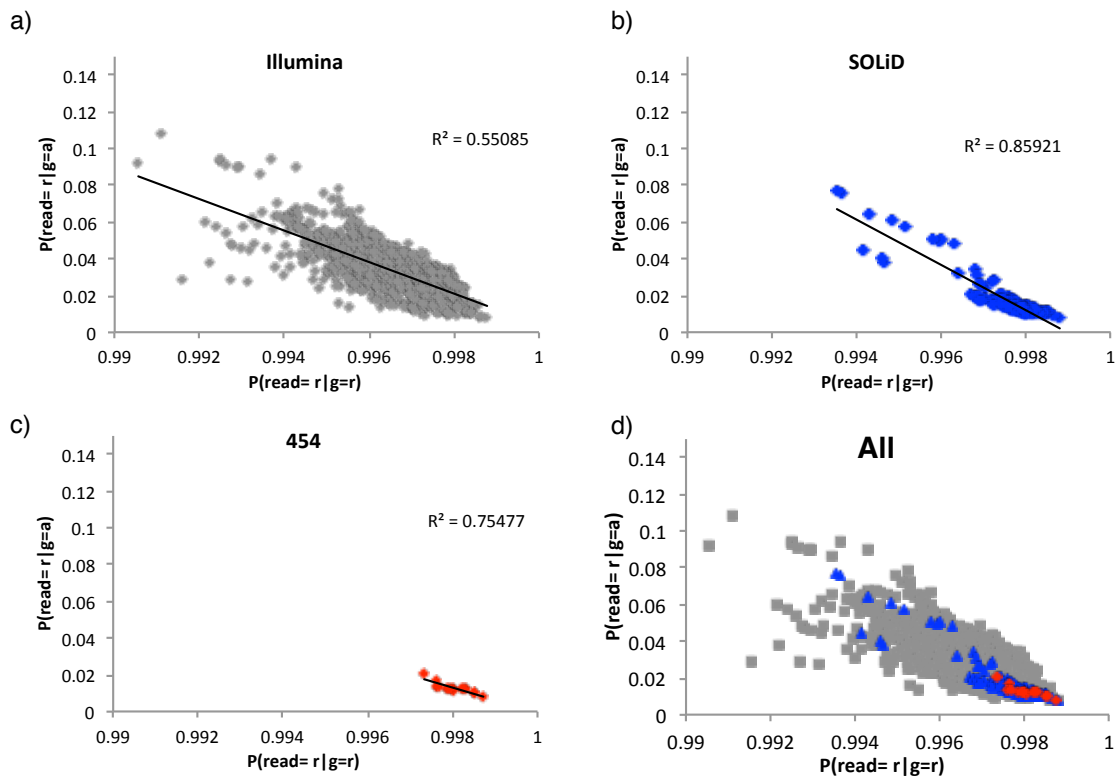 a)
Illumina
0.14
0.12
0.1
0.08
0.06
0.04
0.02
0
P(read= r|g=a)
R² = 0.55085
0.99 0.992 0.994 0.996 0.998 1
P(read= r|g=r)
b)
SOLiD
0.14
0.12
0.1
0.08
0.06
0.04
0.02
0
P(read= r|g=a)
R² = 0.85921
0.99 0.992 0.994 0.996 0.998 1
P(read= r|g=r)
c)
454
0.14
0.12
0.1
0.08
0.06
0.04
0.02
0
P(read= r|g=a)
R² = 0.75477
0.99 0.992 0.994 0.996 0.998 1
P(read= r|g=r)
d)
All
0.14
0.12
0.1
0.08
0.06
0.04
0.02
0
P(read= r|g=a)
0.99 0.992 0.994 0.996 0.998 1
P(read= r|g=r)